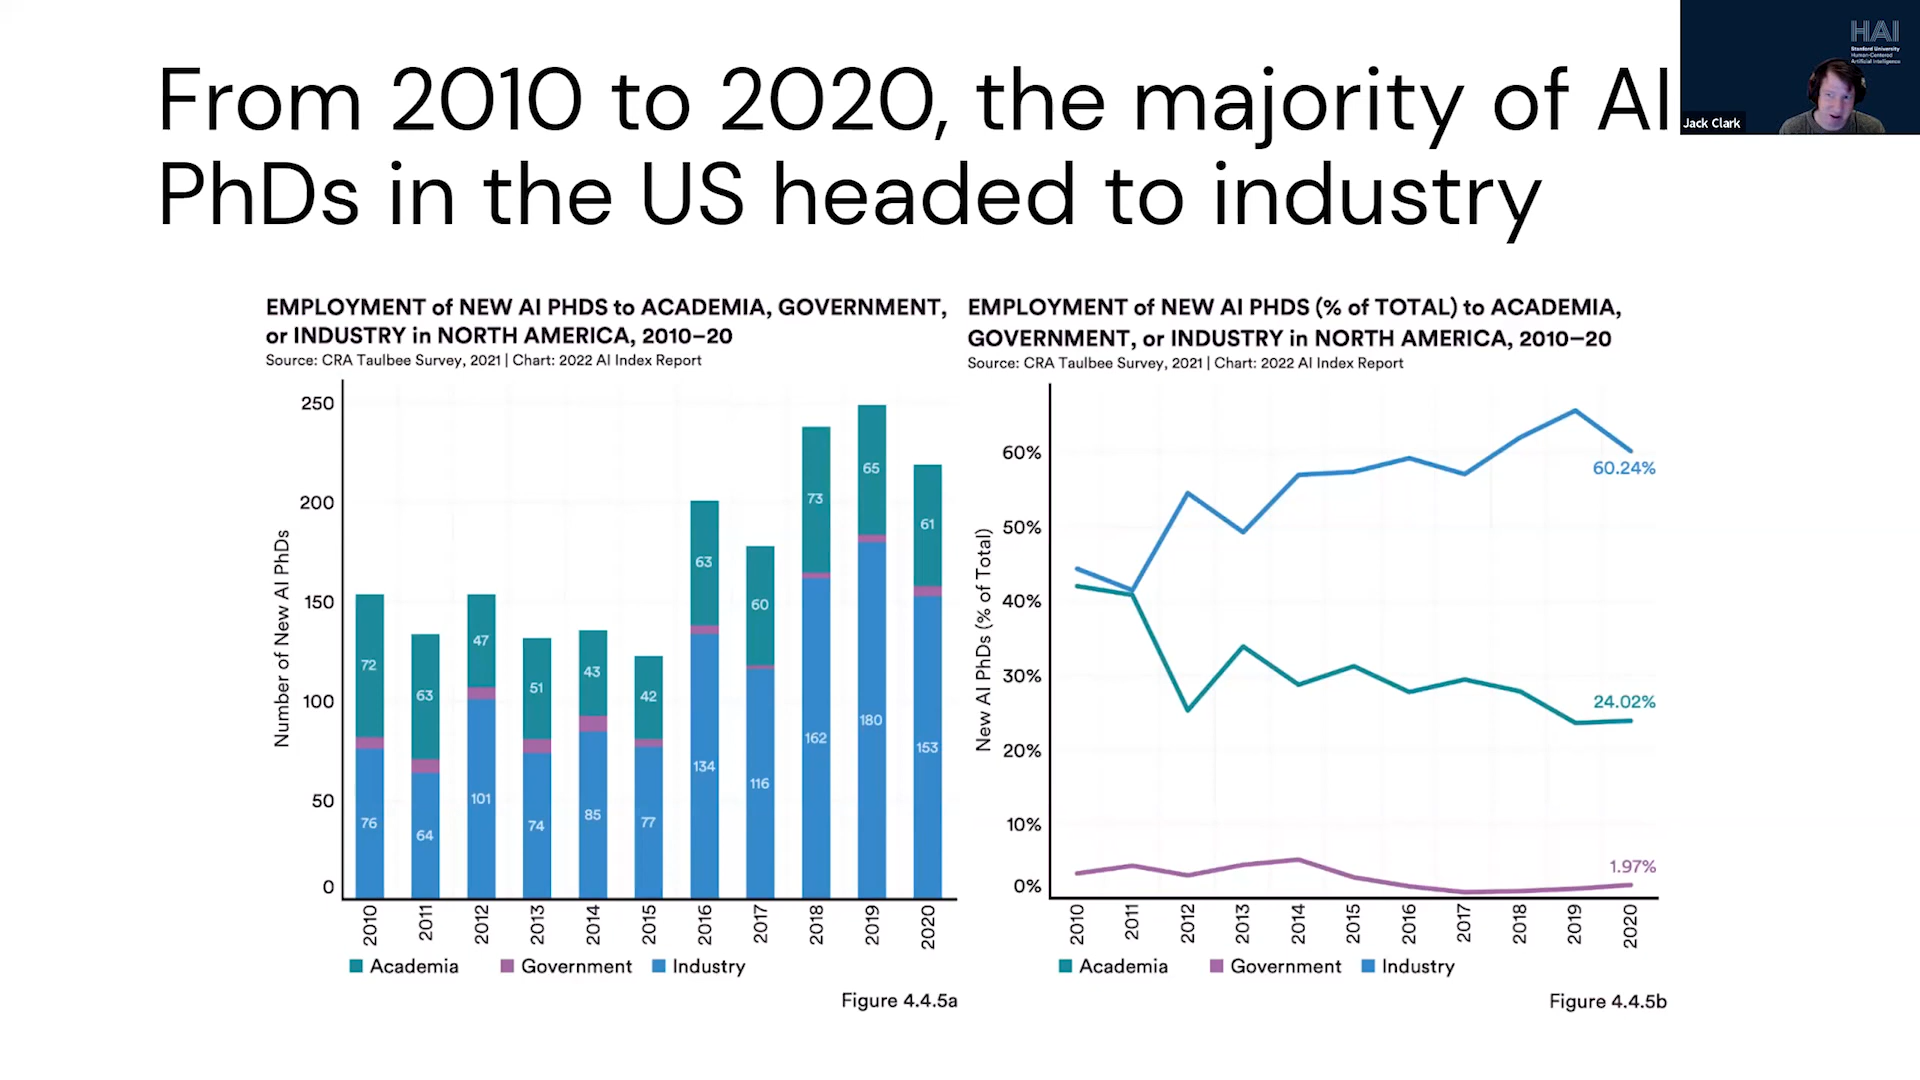 From 2010 to 2020, the majority of AI
PhDs in the US headed to industry
HAI
Stanford University
Human-Centered
Artificial Intelligence
Jack Clark
EMPLOYMENT of NEW AI PHDS to ACADEMIA, GOVERNMENT,
or INDUSTRY in NORTH AMERICA, 2010–20
Source: CRA Taulbee Survey, 2021 | Chart: 2022 AI Index Report
Number of New AI PhDs
250
200
150
100
50
0
72
76
63
64
47
101
51
74
43
85
42
77
63
134
60
116
73
162
65
180
61
153
2010
2011
2012
2013
2014
2015
2016
2017
2018
2019
2020
Academia
Government
Industry
Figure 4.4.5a
EMPLOYMENT of NEW AI PHDS (% of TOTAL) to ACADEMIA,
GOVERNMENT, or INDUSTRY in NORTH AMERICA, 2010–20
Source: CRA Taulbee Survey, 2021 | Chart: 2022 AI Index Report
New AI PhDs (% of Total)
60%
50%
40%
30%
20%
10%
0%
60.24%
24.02%
1.97%
2010
2011
2012
2013
2014
2015
2016
2017
2018
2019
2020
Academia
Government
Industry
Figure 4.4.5b